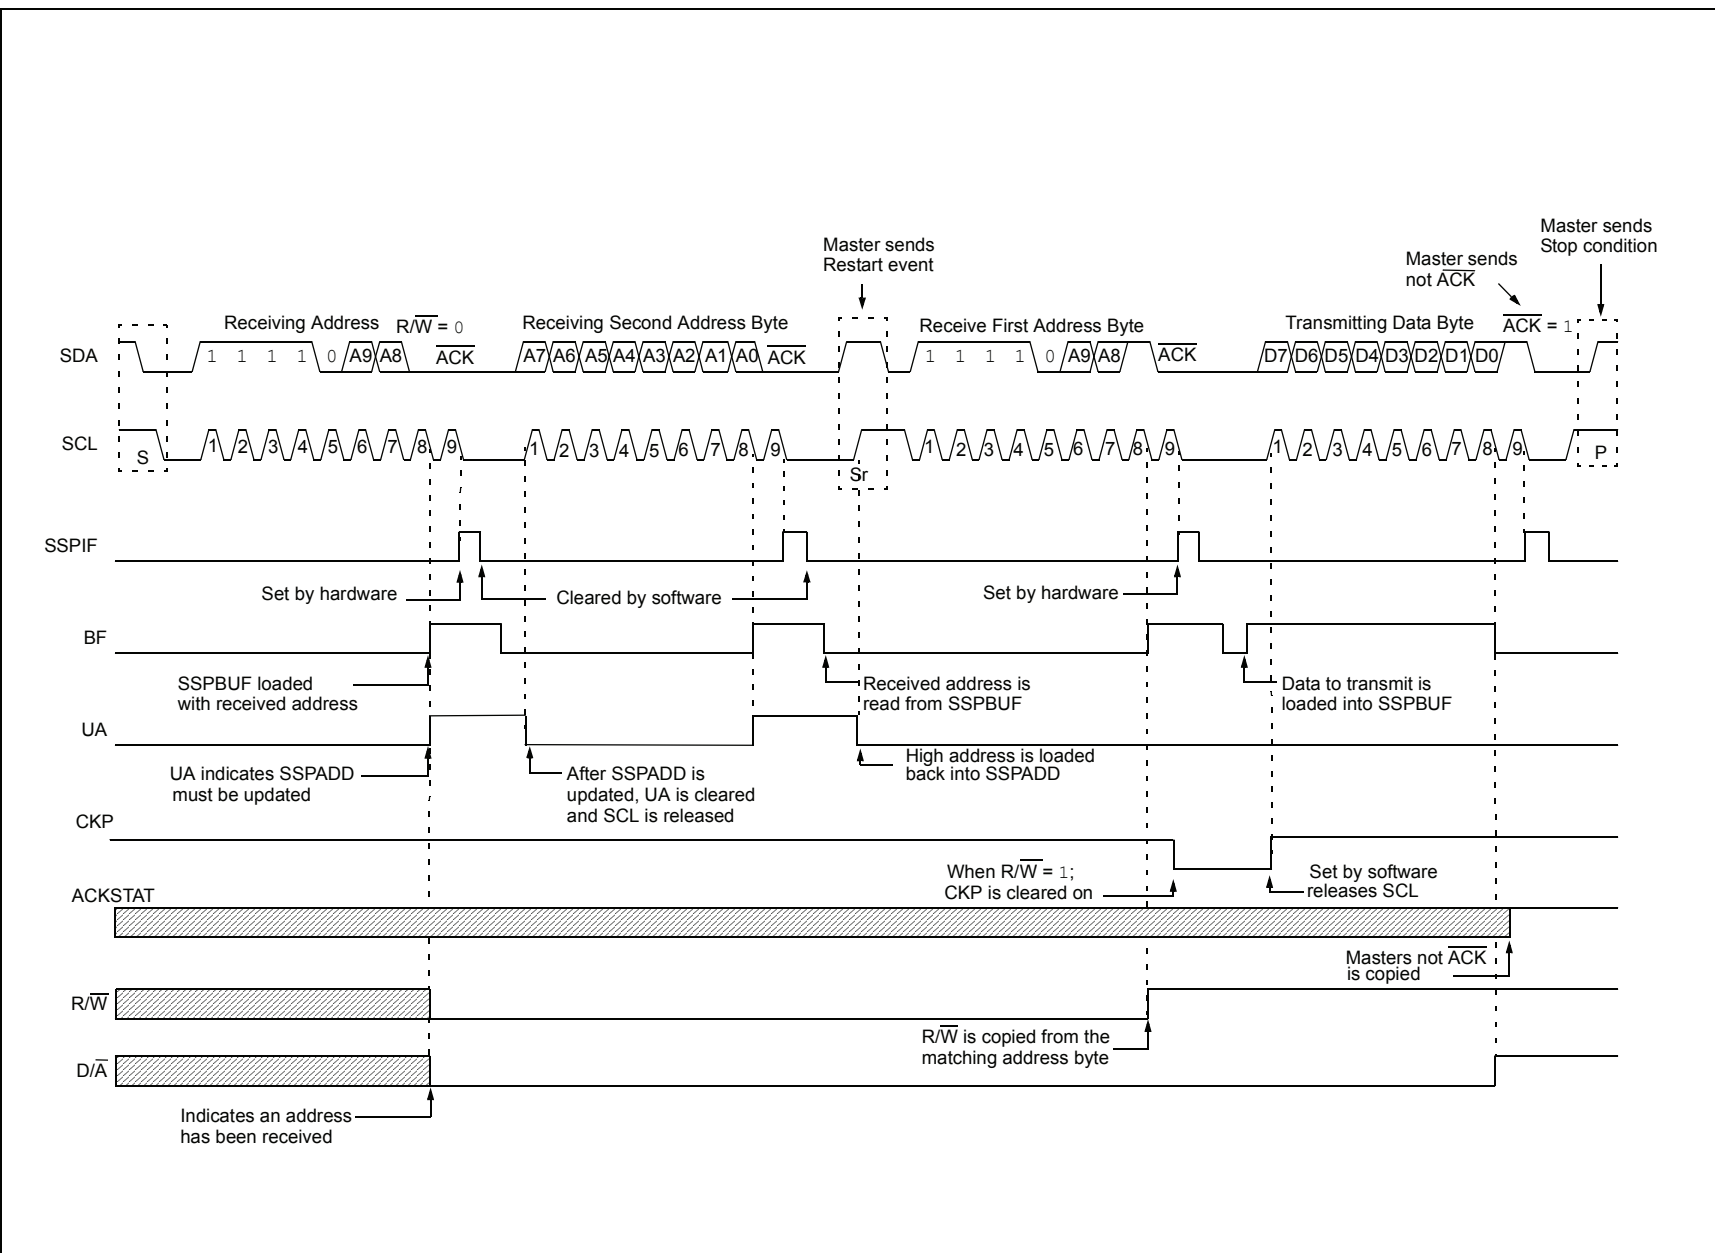 Master sends
Restart event
Master sends
not ACK
Master sends
Stop condition
Receiving Address R/W = 0
Receiving Second Address Byte
Receive First Address Byte
Transmitting Data Byte
ACK = 1
SDA
1 1 1 1 0 A9 A8 ACK
A7 A6 A5 A4 A3 A2 A1 A0 ACK
1 1 1 1 0 A9 A8 ACK
D7 D6 D5 D4 D3 D2 D1 D0
SCL
S
1 2 3 4 5 6 7 8 9
1 2 3 4 5 6 7 8 9
Sr
1 2 3 4 5 6 7 8 9
1 2 3 4 5 6 7 8 9
P
SSPIF
Set by hardware
Cleared by software
Set by hardware
BF
SSPBUF loaded
with received address
Received address is
read from SSPBUF
Data to transmit is
loaded into SSPBUF
UA
UA indicates SSPADD
must be updated
After SSPADD is
updated, UA is cleared
and SCL is released
High address is loaded
back into SSPADD
CKP
When R/W = 1;
CKP is cleared on
Set by software
releases SCL
ACKSTAT
Masters not ACK
is copied
R/W
R/W is copied from the
matching address byte
D/A
Indicates an address
has been received